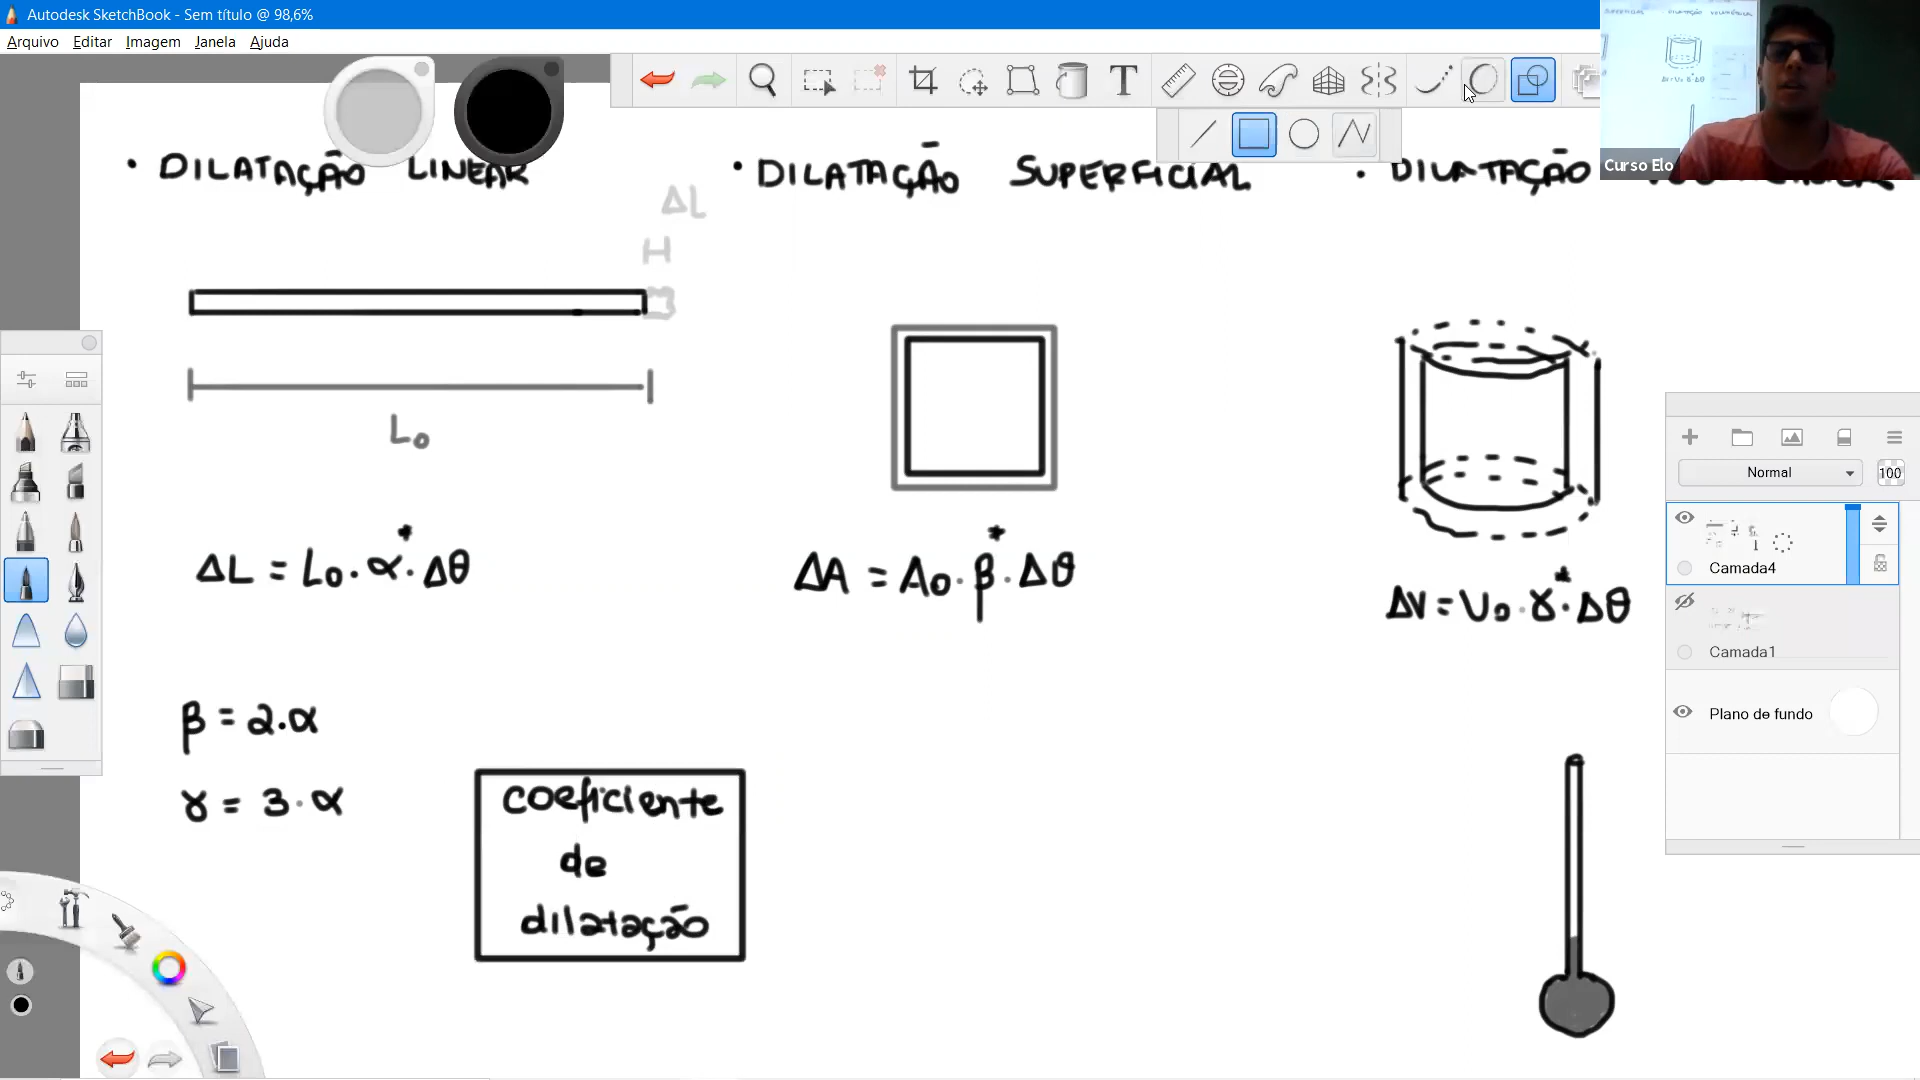 Autodesk SketchBook - Sem título @ 98,6%
Arquivo Editar Imagem Janela Ajuda
Curso Elo
• DILATAÇÃO LINEAR
• DILATAÇÃO SUPERFICIAL
• DILATAÇÃO
ΔL
H
L₀
ΔL = L₀ · α* · Δθ
ΔA = A₀ · β* · Δθ
ΔV = V₀ · γ* · Δθ
β = 2 · α
γ = 3 · α
coeficiente
de
dilatação
Normal
100
Camada4
Camada1
Plano de fundo